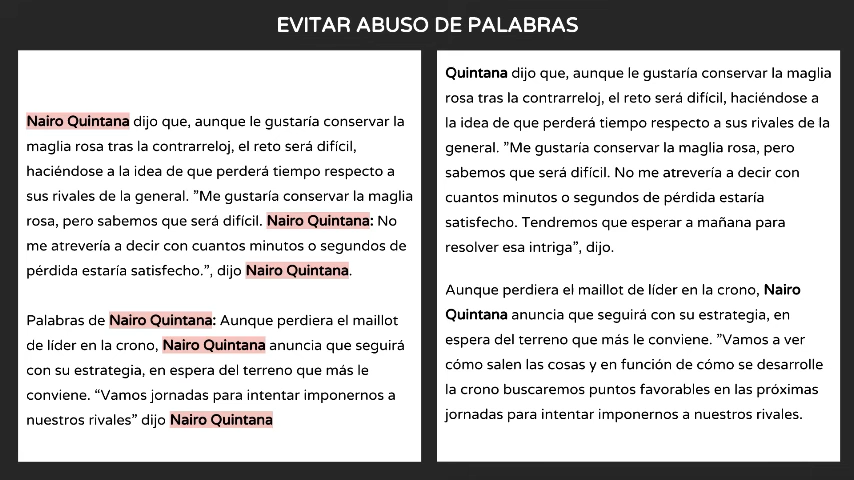 EVITAR ABUSO DE PALABRAS
Nairo Quintana dijo que, aunque le gustaría conservar la
maglia rosa tras la contrarreloj, el reto será difícil,
haciéndose a la idea de que perderá tiempo respecto a
sus rivales de la general. ”Me gustaría conservar la maglia
rosa, pero sabemos que será difícil. Nairo Quintana: No
me atrevería a decir con cuantos minutos o segundos de
pérdida estaría satisfecho.”, dijo Nairo Quintana.
Palabras de Nairo Quintana: Aunque perdiera el maillot
de líder en la crono, Nairo Quintana anuncia que seguirá
con su estrategia, en espera del terreno que más le
conviene. “Vamos jornadas para intentar imponernos a
nuestros rivales” dijo Nairo Quintana
Quintana dijo que, aunque le gustaría conservar la maglia
rosa tras la contrarreloj, el reto será difícil, haciéndose a
la idea de que perderá tiempo respecto a sus rivales de la
general. ”Me gustaría conservar la maglia rosa, pero
sabemos que será difícil. No me atrevería a decir con
cuantos minutos o segundos de pérdida estaría
satisfecho. Tendremos que esperar a mañana para
resolver esa intriga”, dijo.
Aunque perdiera el maillot de líder en la crono, Nairo
Quintana anuncia que seguirá con su estrategia, en
espera del terreno que más le conviene. ”Vamos a ver
cómo salen las cosas y en función de cómo se desarrolle
la crono buscaremos puntos favorables en las próximas
jornadas para intentar imponernos a nuestros rivales.